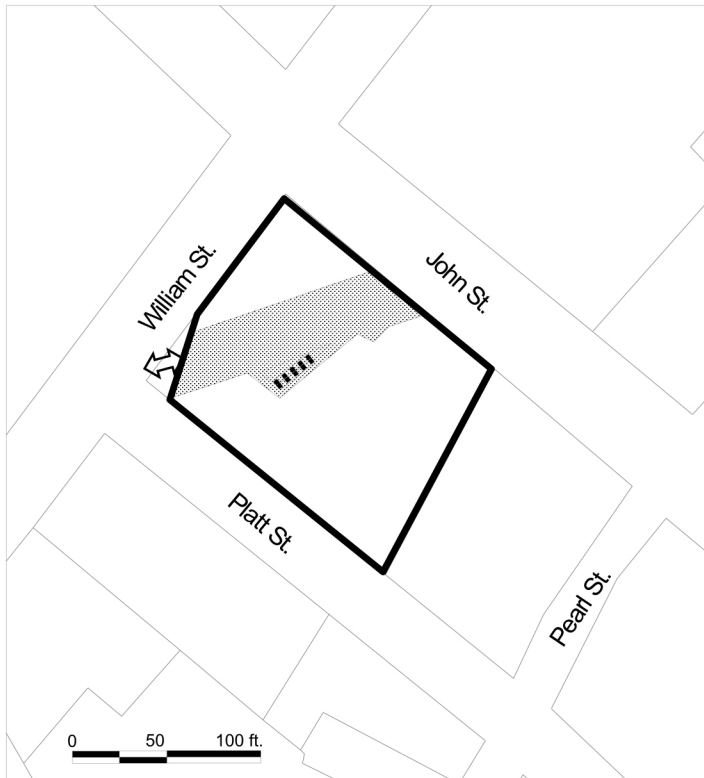 William St.
John St.
Platt St.
Pearl St.
0 50 100 ft.